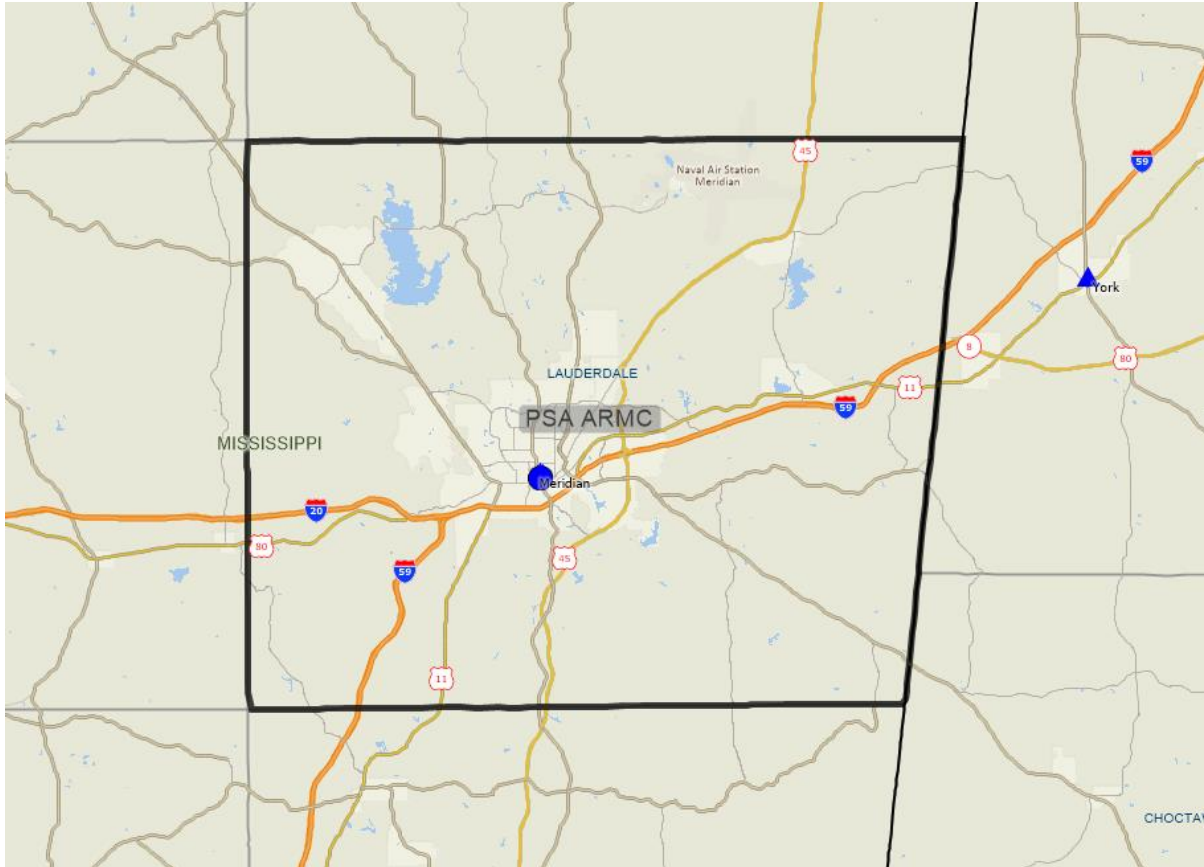 45
Naval Air Station
Meridian
59
York
8
80
11
LAUDERDALE
59
PSA ARMC
MISSISSIPPI
Meridian
20
80
45
59
11
CHOCTAW